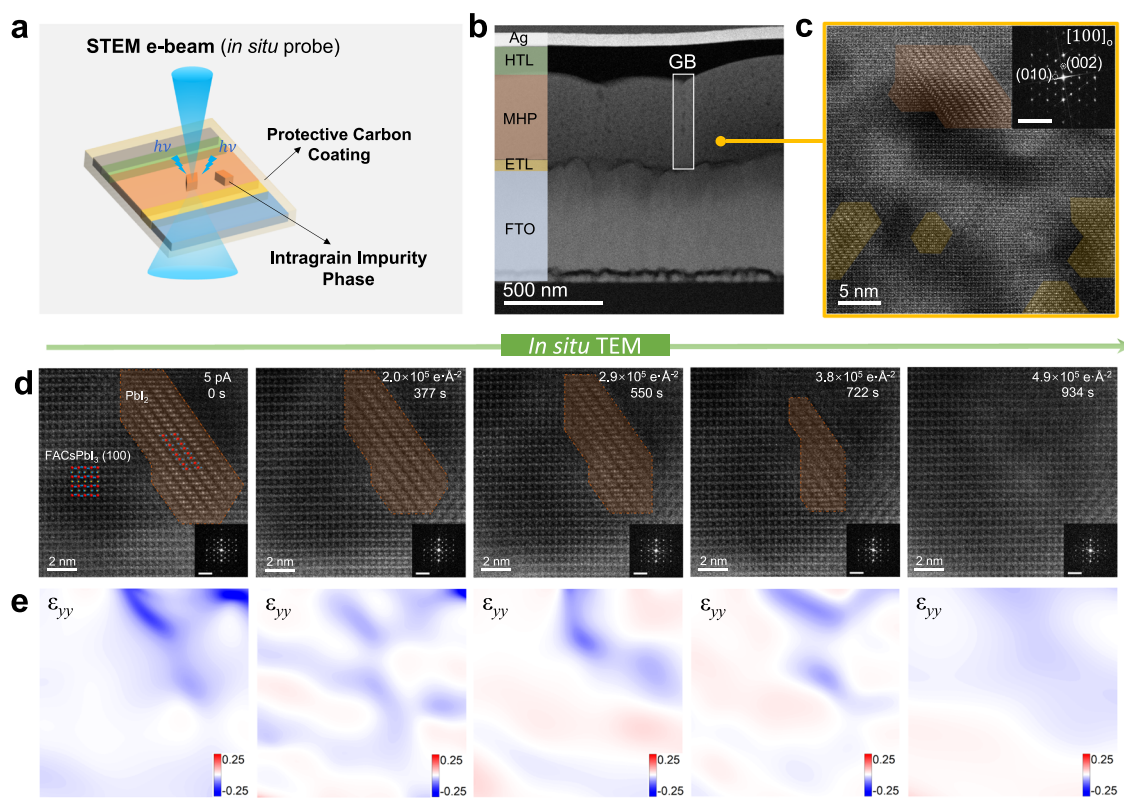 a
STEM e-beam (in situ probe)
hν
hν
Protective Carbon
Coating
Intragrain Impurity
Phase
b
Ag
HTL
MHP
ETL
FTO
GB
500 nm
c
[100]o
(010)
(002)
5 nm
In situ TEM
d
5 pA
0 s
PbI2
FACsPbI3 (100)
2 nm
2.0×10⁵ e·Å⁻²
377 s
2 nm
2.9×10⁵ e·Å⁻²
550 s
2 nm
3.8×10⁵ e·Å⁻²
722 s
2 nm
4.9×10⁵ e·Å⁻²
934 s
2 nm
e
εyy
0.25
-0.25
εyy
0.25
-0.25
εyy
0.25
-0.25
εyy
0.25
-0.25
εyy
0.25
-0.25